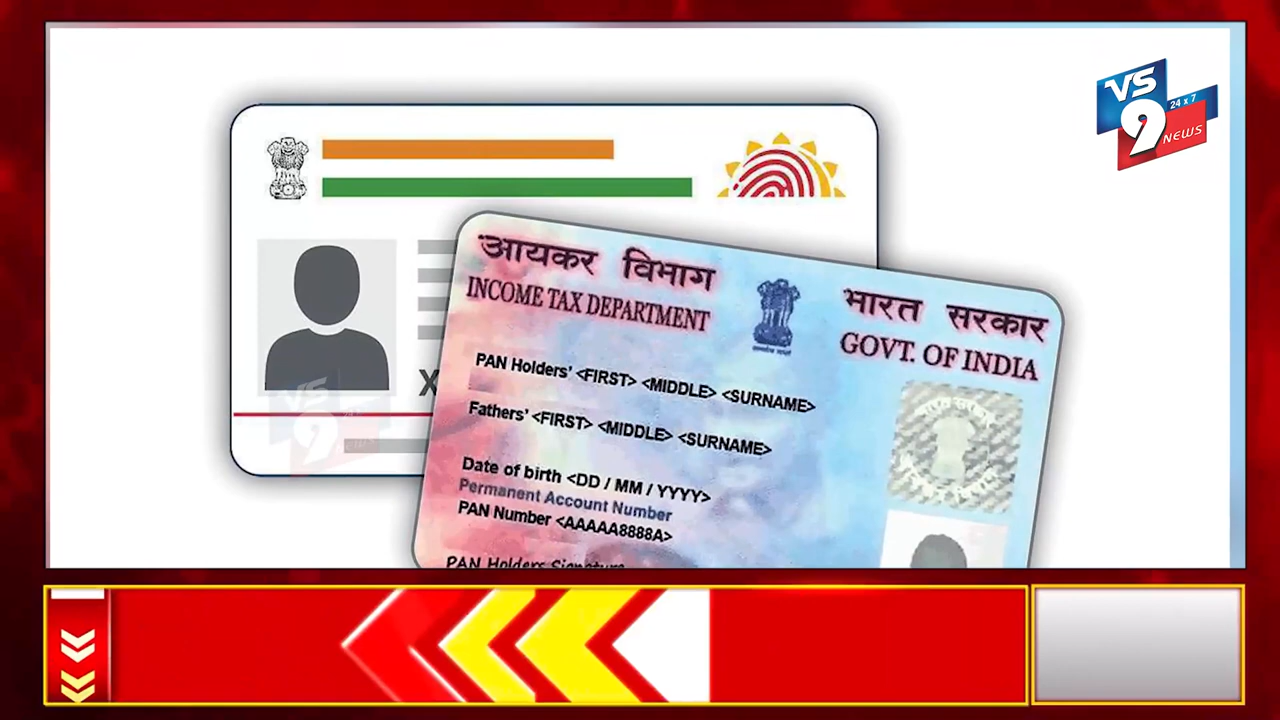 VS
24 x 7
9
NEWS
आयकर विभाग
INCOME TAX DEPARTMENT
भारत सरकार
GOVT. OF INDIA
PAN Holders' <FIRST> <MIDDLE> <SURNAME>
Fathers' <FIRST> <MIDDLE> <SURNAME>
Date of birth <DD / MM / YYYY>
Permanent Account Number
PAN Number <AAAAA8888A>
PAN Holders Signature
X
VS
9